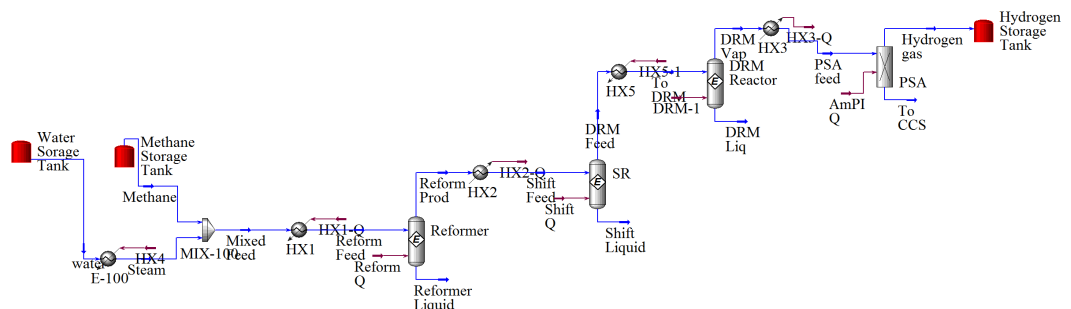 Water
Sorage
Tank
water
E-100
HX4
Steam
Methane
Storage
Tank
Methane
MIX-100
Mixed
Feed
HX1
HX1-Q
Reform
Feed
Reform
Q
Reform
Prod
Reformer
Reformer
Liquid
HX2
HX2-Q
Shift
Feed
Shift
Q
SR
Shift
Liquid
DRM
Feed
HX5
HX5-1
To
DRM
DRM-1
DRM
Vap
DRM
Reactor
DRM
Liq
HX3
HX3-Q
PSA
feed
AmPI
Q
PSA
Hydrogen
gas
To
CCS
Hydrogen
Storage
Tank
E
E
E